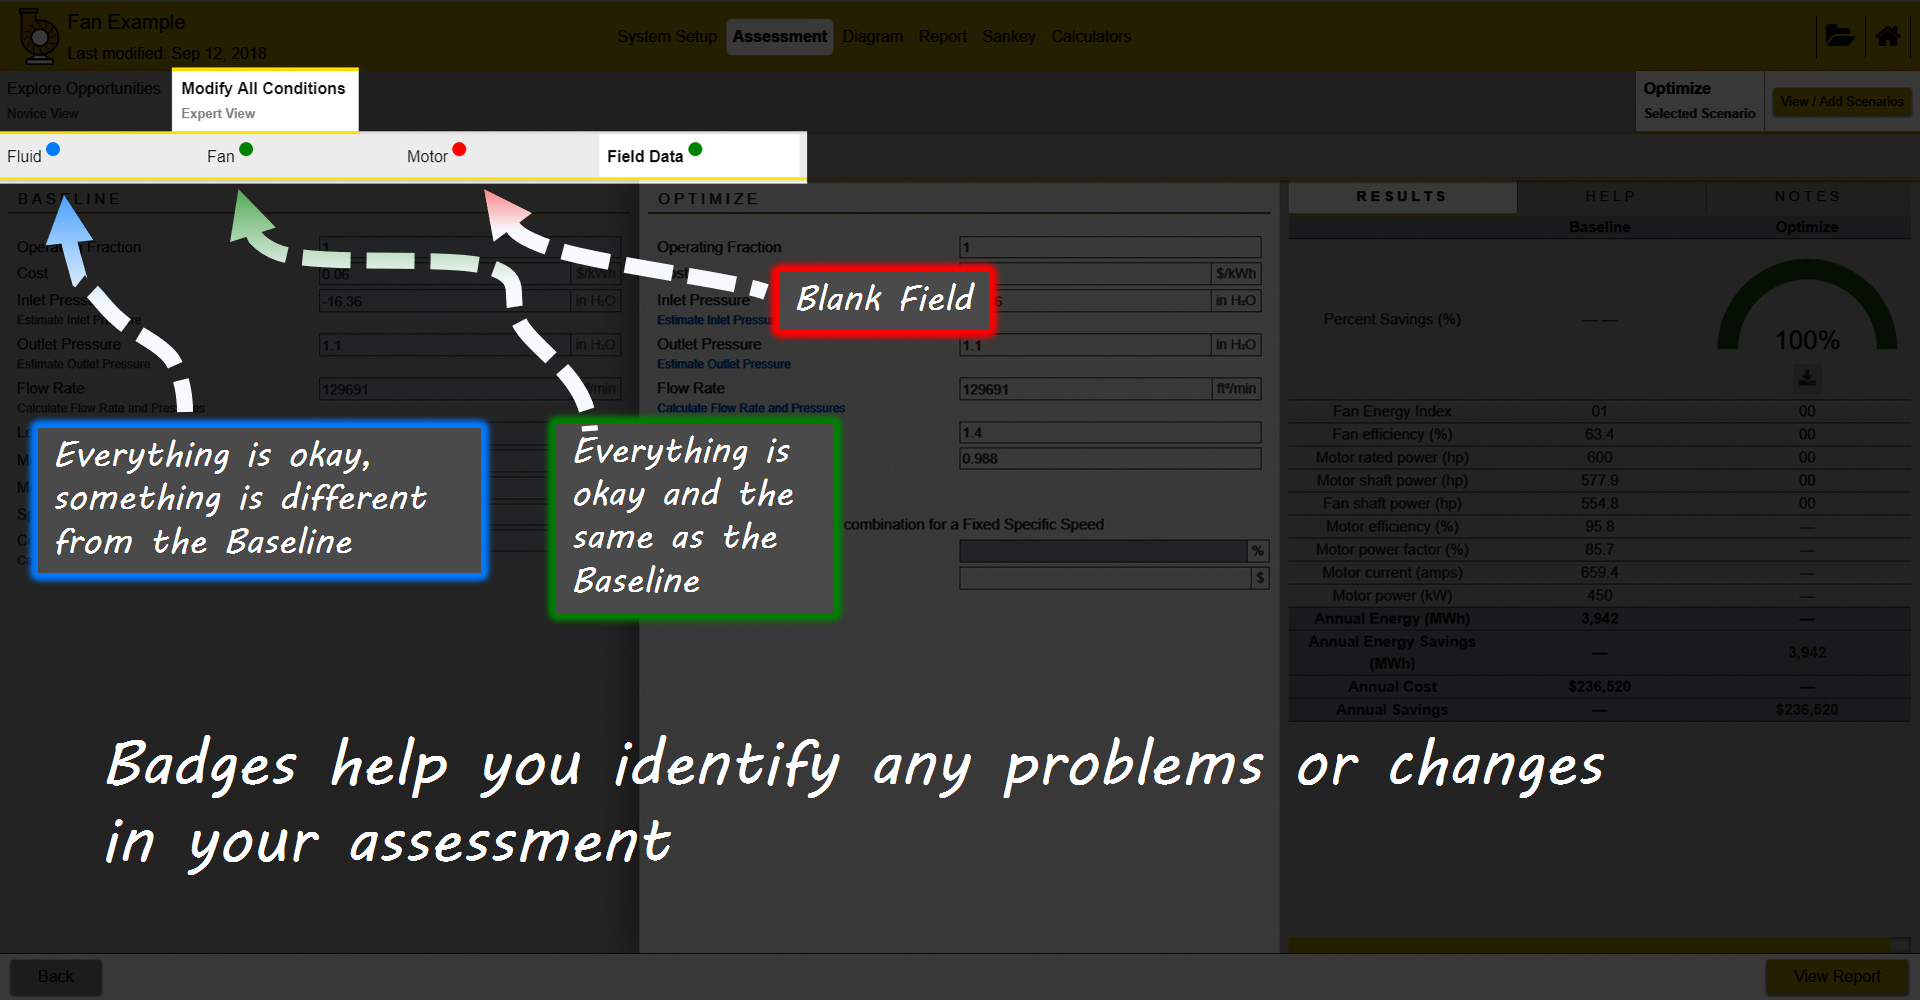 Fan Example
Last modified: Sep 12, 2018
System Setup Assessment Diagram Report Sankey Calculators
Explore Opportunities
Novice View
Modify All Conditions
Expert View
Optimize
Selected Scenario
View / Add Scenarios
Fluid Fan Motor Field Data
BASELINE
Operating Fraction 1
Cost 0.06 $/kWh
Inlet -16.36 in H₂O
Estimate Inlet
Outlet Pressure 1.1 in H₂O
Estimate Outlet Pressure
Flow Rate 129691
Calculate Flow Rate and
OPTIMIZE
Operating Fraction 1
$/kWh
Inlet Pressure in H₂O
Estimate Inlet
Outlet Pressure 1.1 in H₂O
Estimate Outlet Pressure
Flow Rate 129691 ft³/min
Calculate Flow Rate and Pressures
1.4
0.988
combination for a Fixed Specific Speed
%
$
Blank Field
Everything is okay,
something is different
from the Baseline
Everything is
okay and the
same as the
Baseline
Badges help you identify any problems or changes
in your assessment
RESULTS HELP NOTES
Baseline Optimize
Percent Savings (%) — — 100%
Fan Energy Index 01 00
Fan efficiency (%) 63.4 00
Motor rated power (hp) 600 00
Motor shaft power (hp) 577.9 00
Fan shaft power (hp) 554.8 00
Motor efficiency (%) 95.8 —
Motor power factor (%) 85.7 —
Motor current (amps) 659.4 —
Motor power (kW) 450 —
Annual Energy (MWh) 3,942 —
Annual Energy Savings
(MWh) — 3,942
Annual Cost $236,520 —
Annual Savings — $236,520
Back
View Report